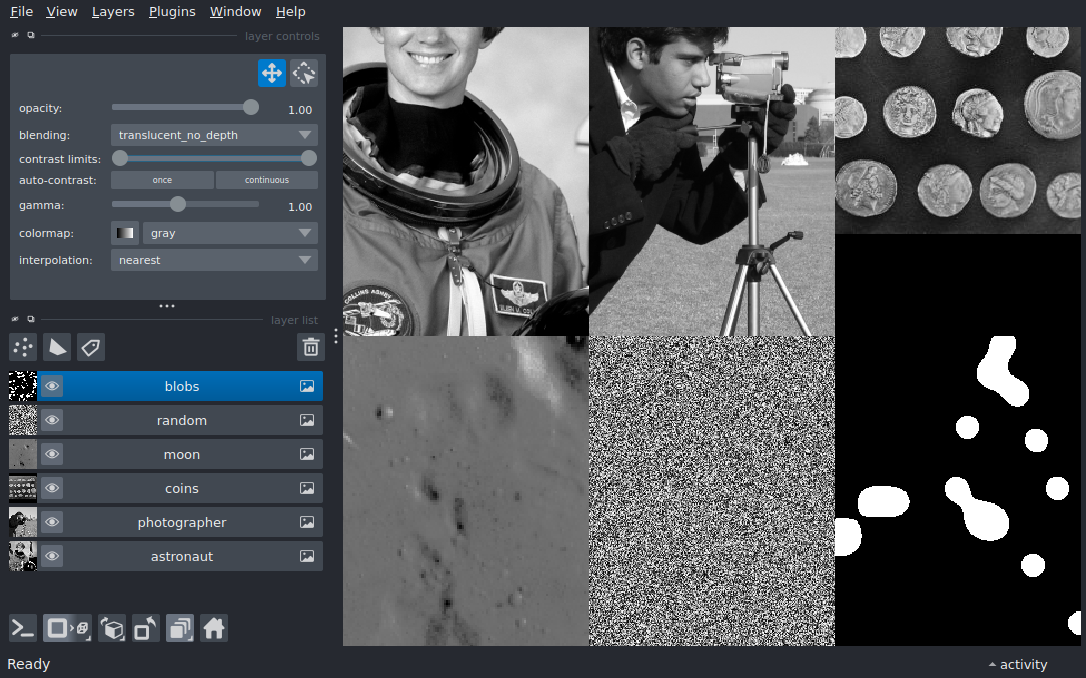 File View Layers Plugins Window Help
layer controls
opacity: 1.00
blending: translucent_no_depth
contrast limits:
auto-contrast: once continuous
gamma: 1.00
colormap: gray
interpolation: nearest
layer list
blobs
random
moon
coins
photographer
astronaut
Ready
activity